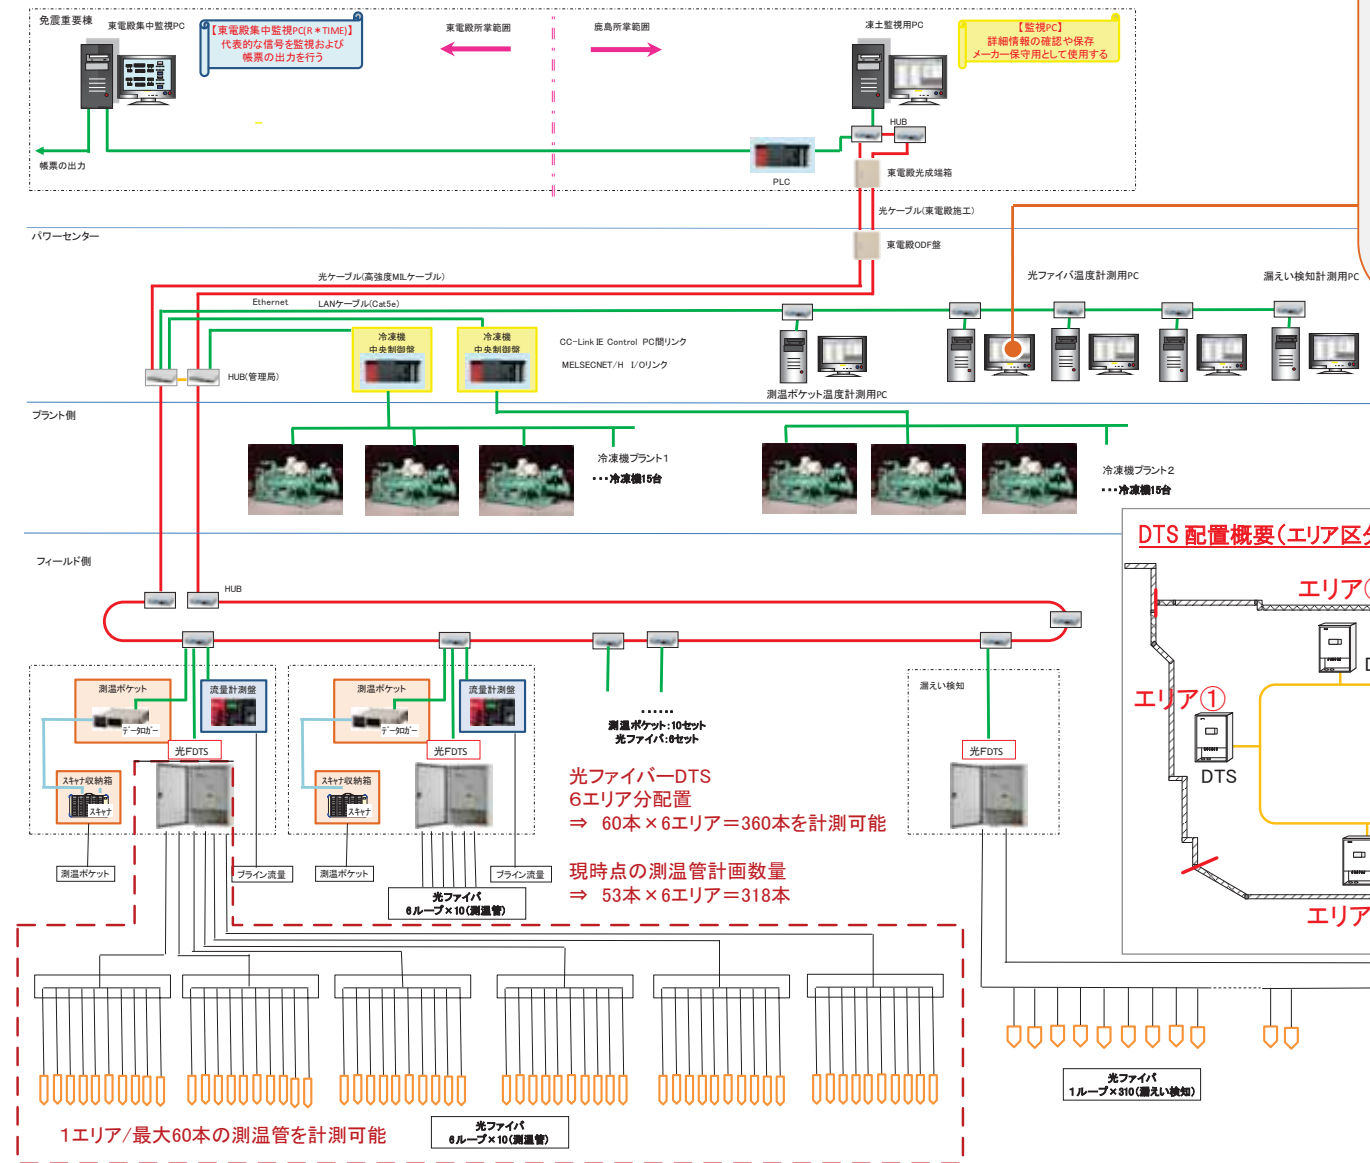 免震重要棟
東電殿集中監視PC
【東電殿集中監視PC(R＊TIME)】
代表的な信号を監視および
帳票の出力を行う
東電殿所掌範囲
鹿島所掌範囲
凍土監視用PC
【監視PC】
詳細情報の確認や保存
メーカー保守用として使用する
HUB
帳票の出力
PLC
東電殿光成端箱
光ケーブル(東電殿施工)
パワーセンター
東電殿ODF盤
光ケーブル(高強度MILケーブル)
光ファイバ温度計測用PC
漏えい検知計測用PC
Ethernet
LANケーブル(Cat5e)
冷凍機
中央制御盤
冷凍機
中央制御盤
CC-Link IE Control PC間リンク
MELSECNET/H I/Oリンク
HUB(管理局)
測温ポケット温度計測用PC
プラント側
冷凍機プラント1
・・・冷凍機15台
冷凍機プラント2
・・・冷凍機15台
DTS 配置概要(エリア区
フィールド側
HUB
エリア
エリア①
DTS
エリア
測温ポケット
データロガー
流量計測盤
光FDTS
スキャナ収納箱
スキャナ
測温ポケット
ブライン流量
測温ポケット
データロガー
流量計測盤
光FDTS
スキャナ収納箱
スキャナ
測温ポケット
ブライン流量
光ファイバ
6ループ×10(測温管)
・・・・・・
測温ポケット：10セット
光ファイバ：6セット
光ファイバーDTS
6エリア分配置
⇒ 60本×6エリア＝360本を計測可能
現時点の測温管計画数量
⇒ 53本×6エリア＝318本
漏えい検知
光FDTS
光ファイバ
1ループ×310(漏えい検知)
1エリア/最大60本の測温管を計測可能
光ファイバ
6ループ×10(測温管)